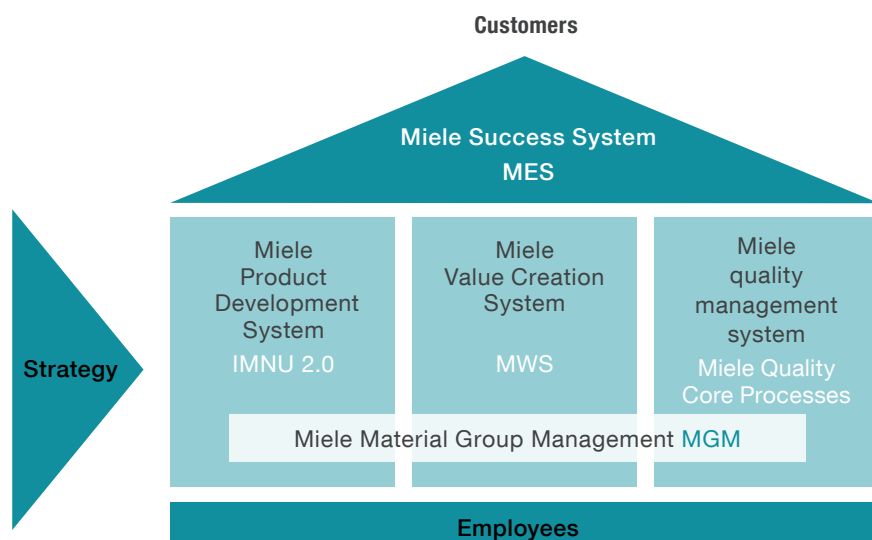 Customers
Miele Success System
MES
Strategy
Miele
Product
Development
System
IMNU 2.0
Miele
Value Creation
System
MWS
Miele
quality
management
system
Miele Quality
Core Processes
Miele Material Group Management MGM
Employees